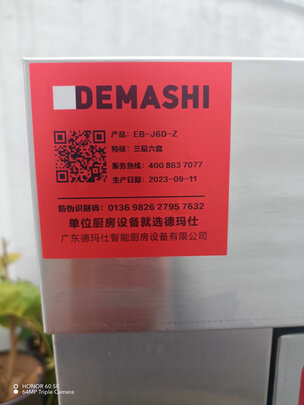 DEMASHI
产品: EB-J6D-Z
特征: 三层六盘
服务热线: 400 863 7077
生产日期: 2023-09-11
防伪识别码: 0136 9826 2795 7632
单位厨房设备就选德玛仕
广东德玛仕智能厨房设备有限公司
HONOR 60 SE
64MP Triple Camera